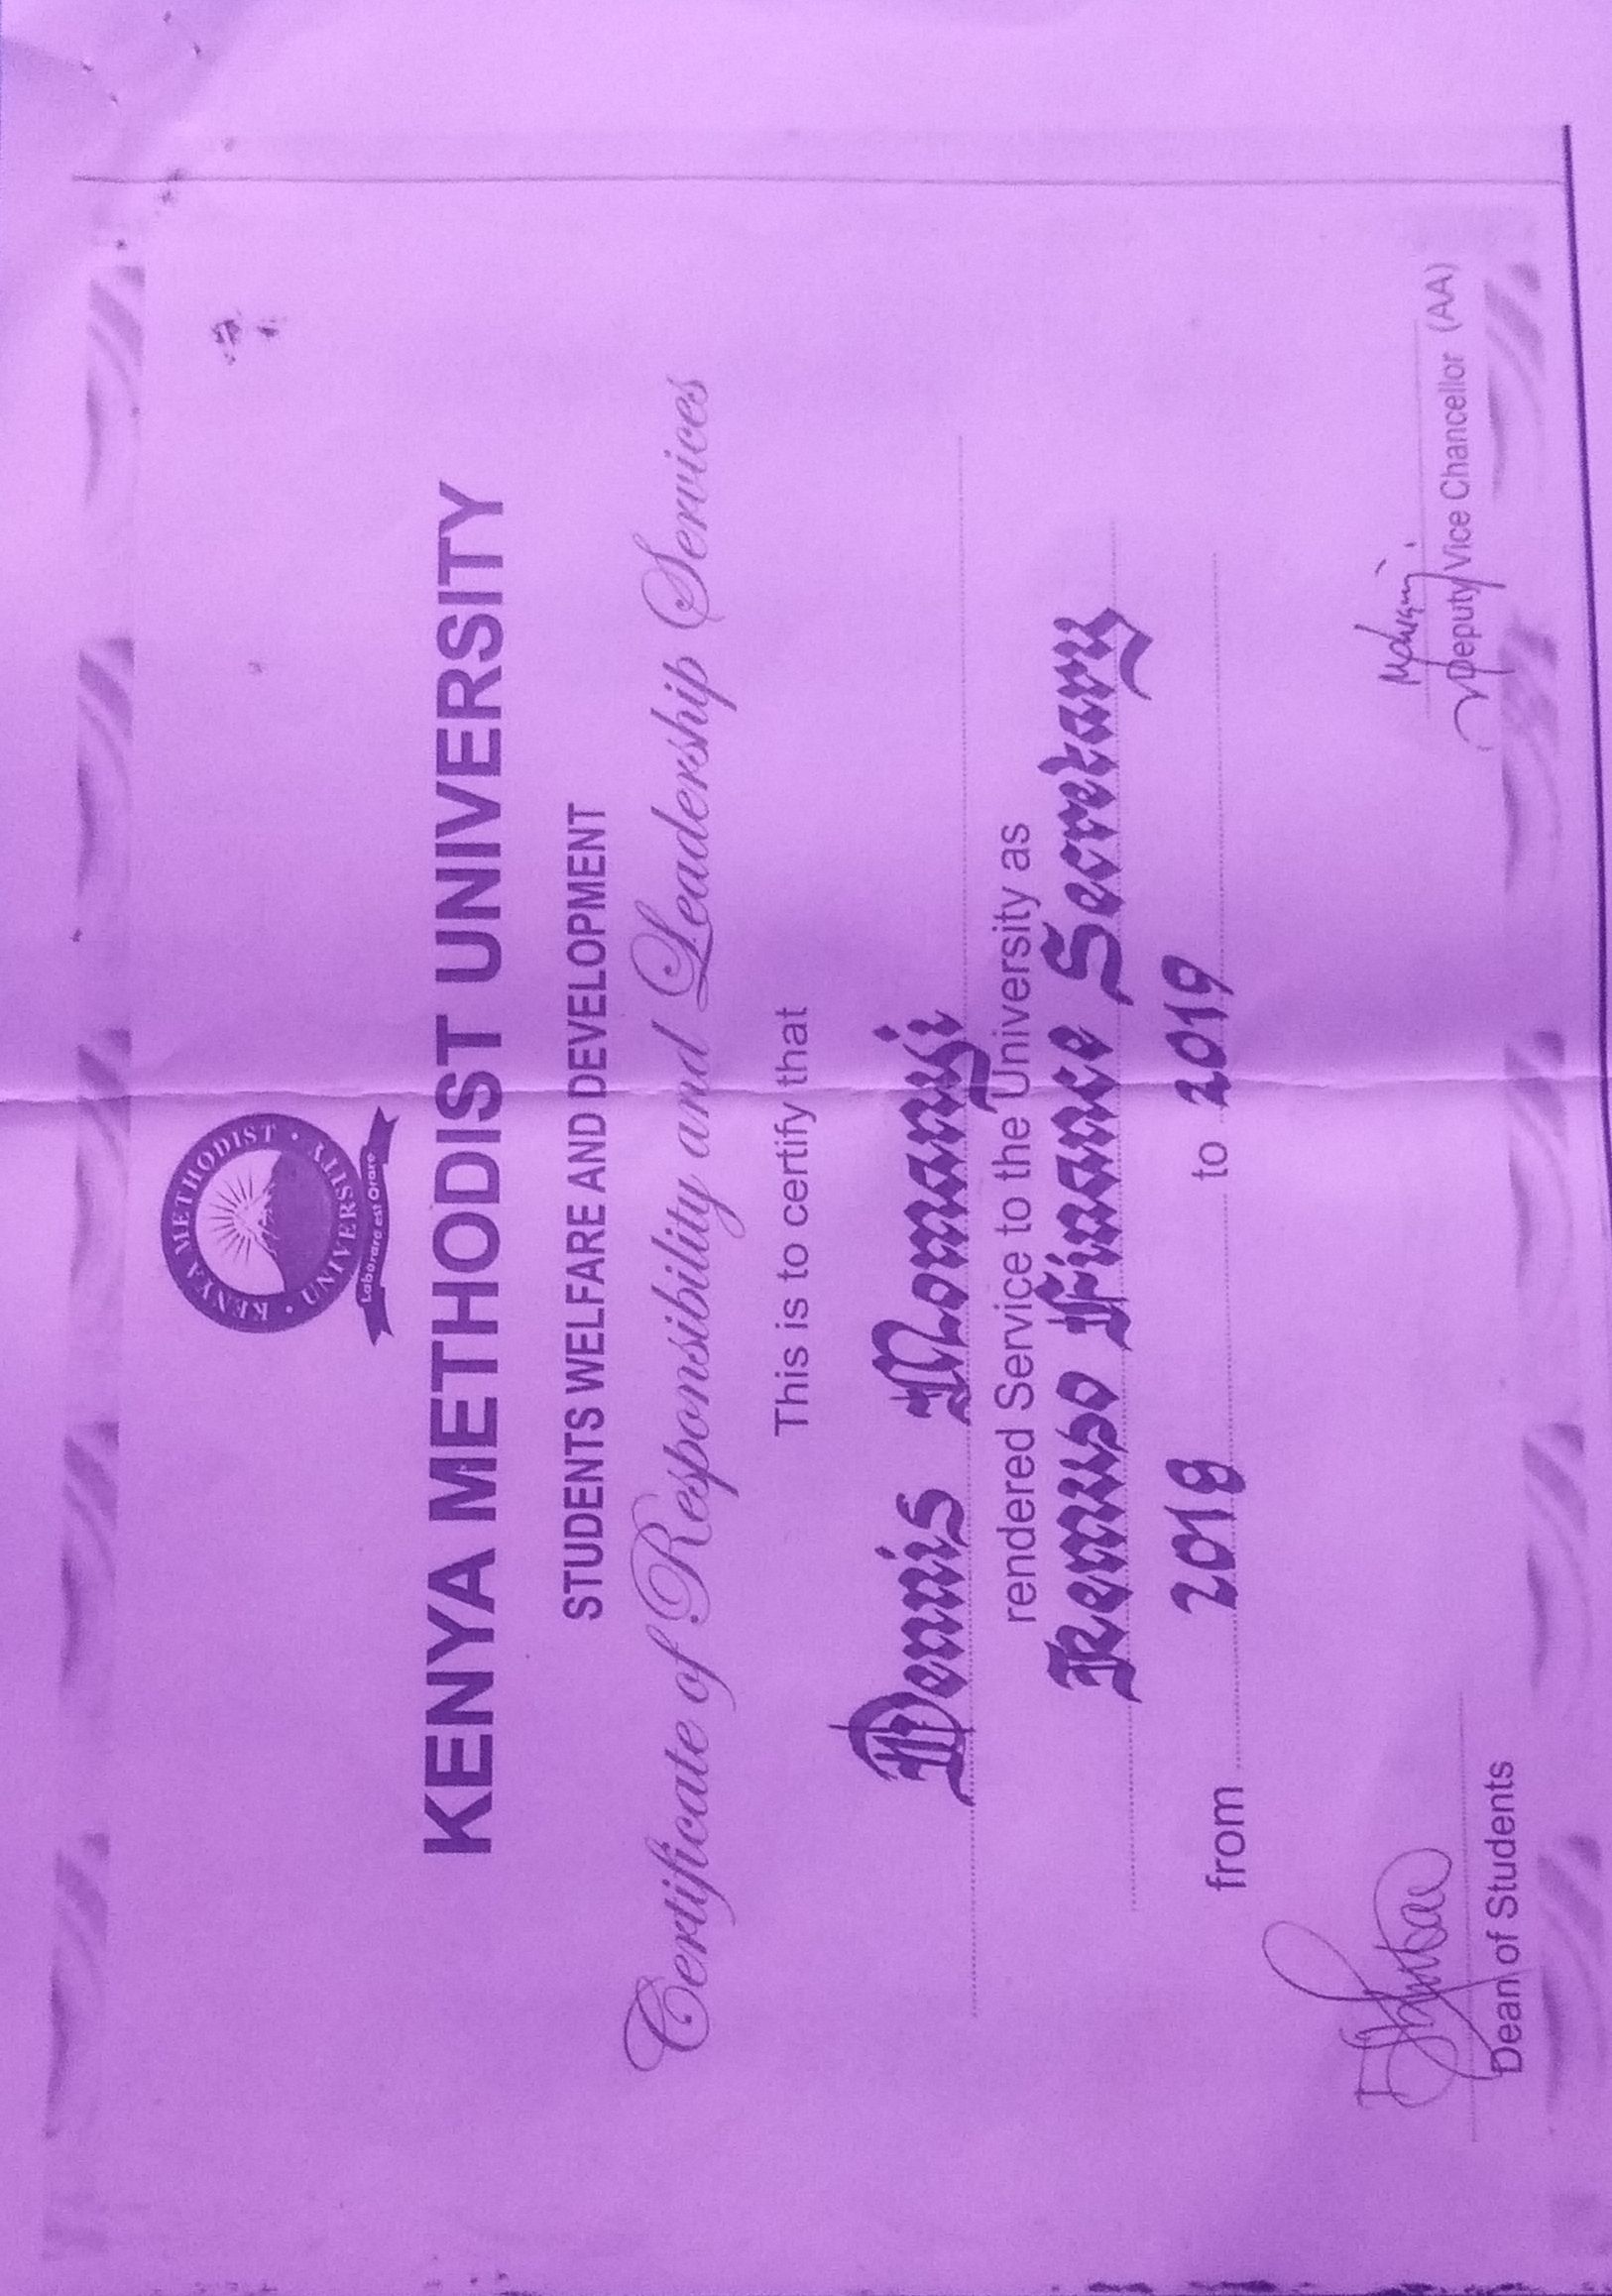 KENYA METHODIST UNIVERSITY
Laborare est Orare
KENYA METHODIST UNIVERSITY
STUDENTS WELFARE AND DEVELOPMENT
Certificate of Responsibility and Leadership Services
This is to certify that
Dennis Momanyi
rendered Service to the University as
Kemuso Finance Secretary
from 2018 to 2019
Dean of Students
Deputy Vice Chancellor (AA)